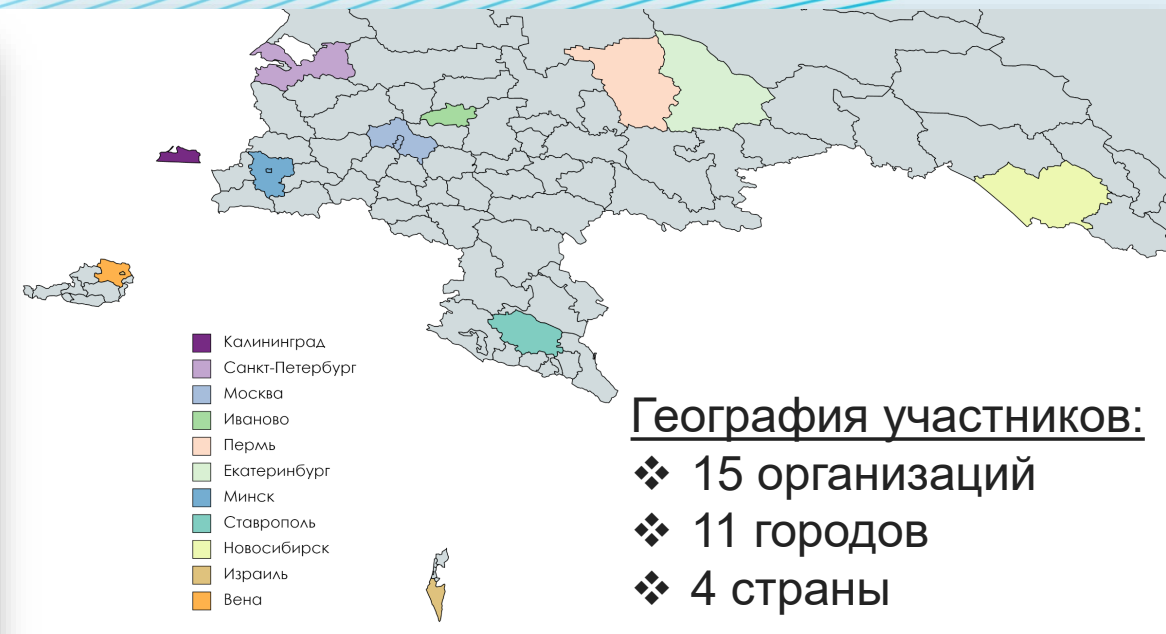 Калининград
Санкт-Петербург
Москва
Иваново
Пермь
Екатеринбург
Минск
Ставрополь
Новосибирск
Израиль
Вена
География участников:
❖ 15 организаций
❖ 11 городов
❖ 4 страны